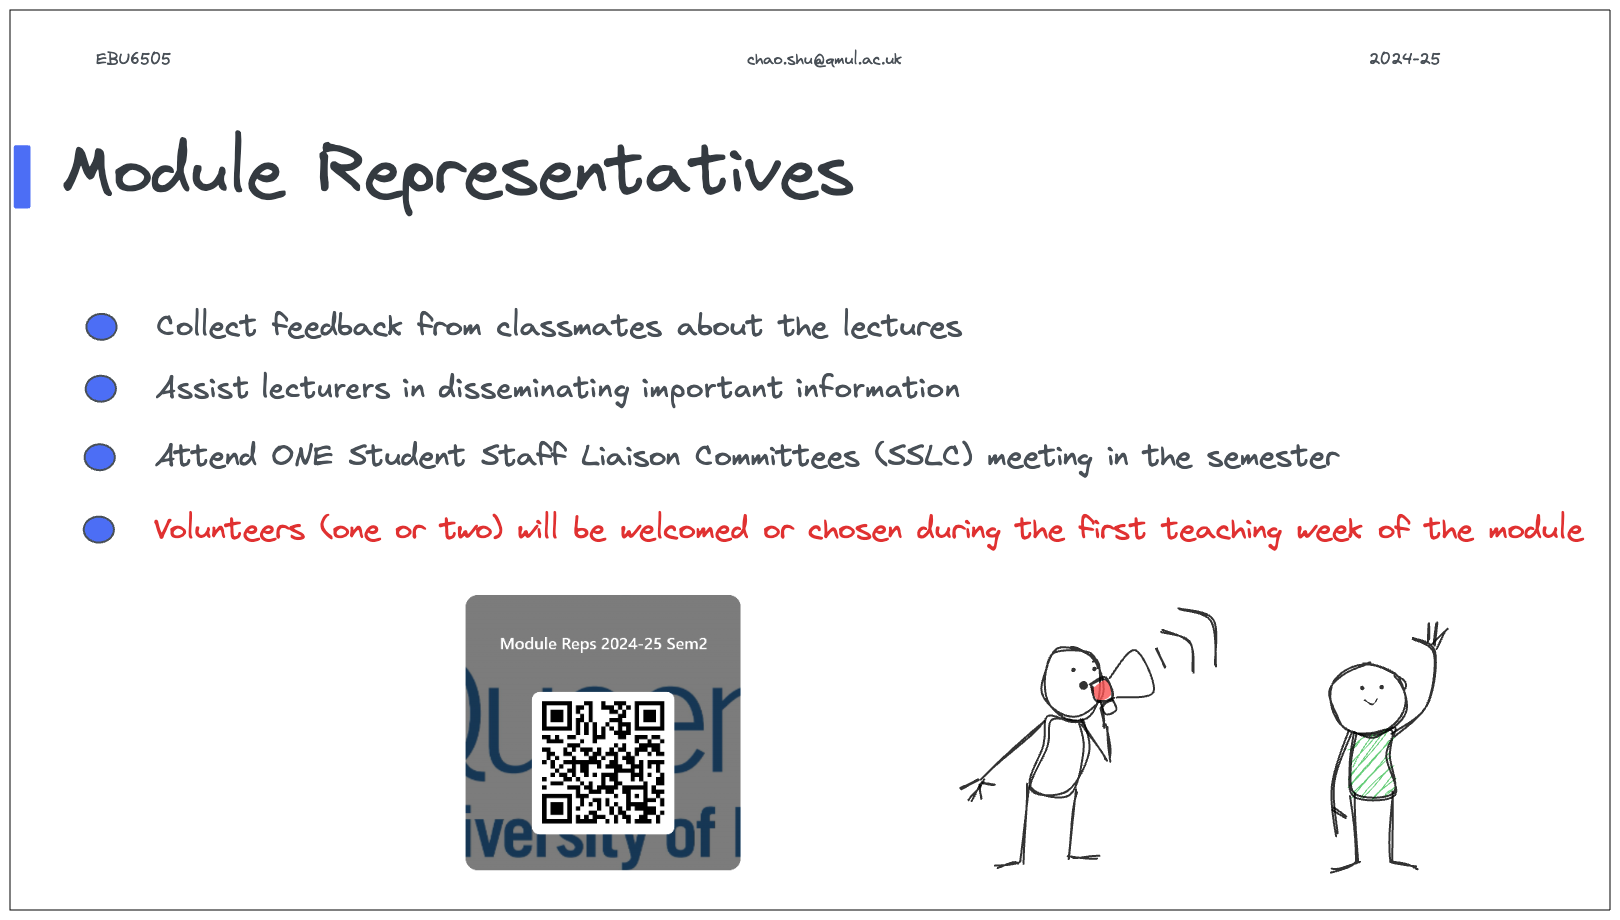 EBU6505
chao.shu@qmul.ac.uk
2024-25
Module Representatives
Collect feedback from classmates about the lectures
Assist lecturers in disseminating important information
Attend ONE Student Staff Liaison Committees (SSLC) meeting in the semester
Volunteers (one or two) will be welcomed or chosen during the first teaching week of the module
Module Reps 2024-25 Sem2
Queen
iversity of